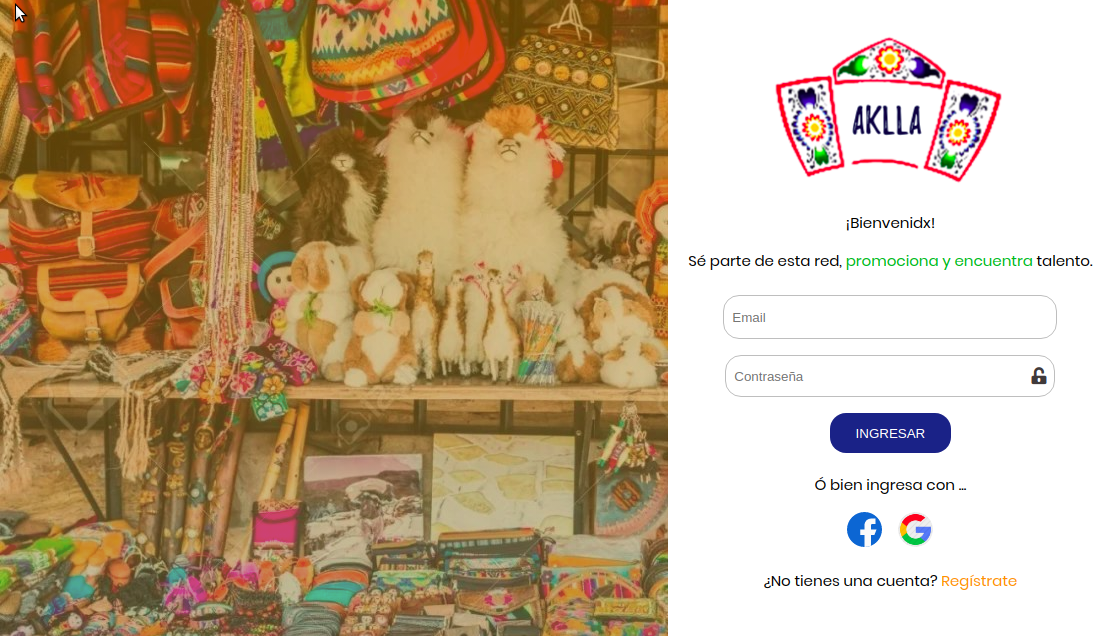 AKLLA
¡Bienvenidx!
Sé parte de esta red, promociona y encuentra talento.
Email
Contraseña
INGRESAR
Ó bien ingresa con ...
¿No tienes una cuenta? Regístrate